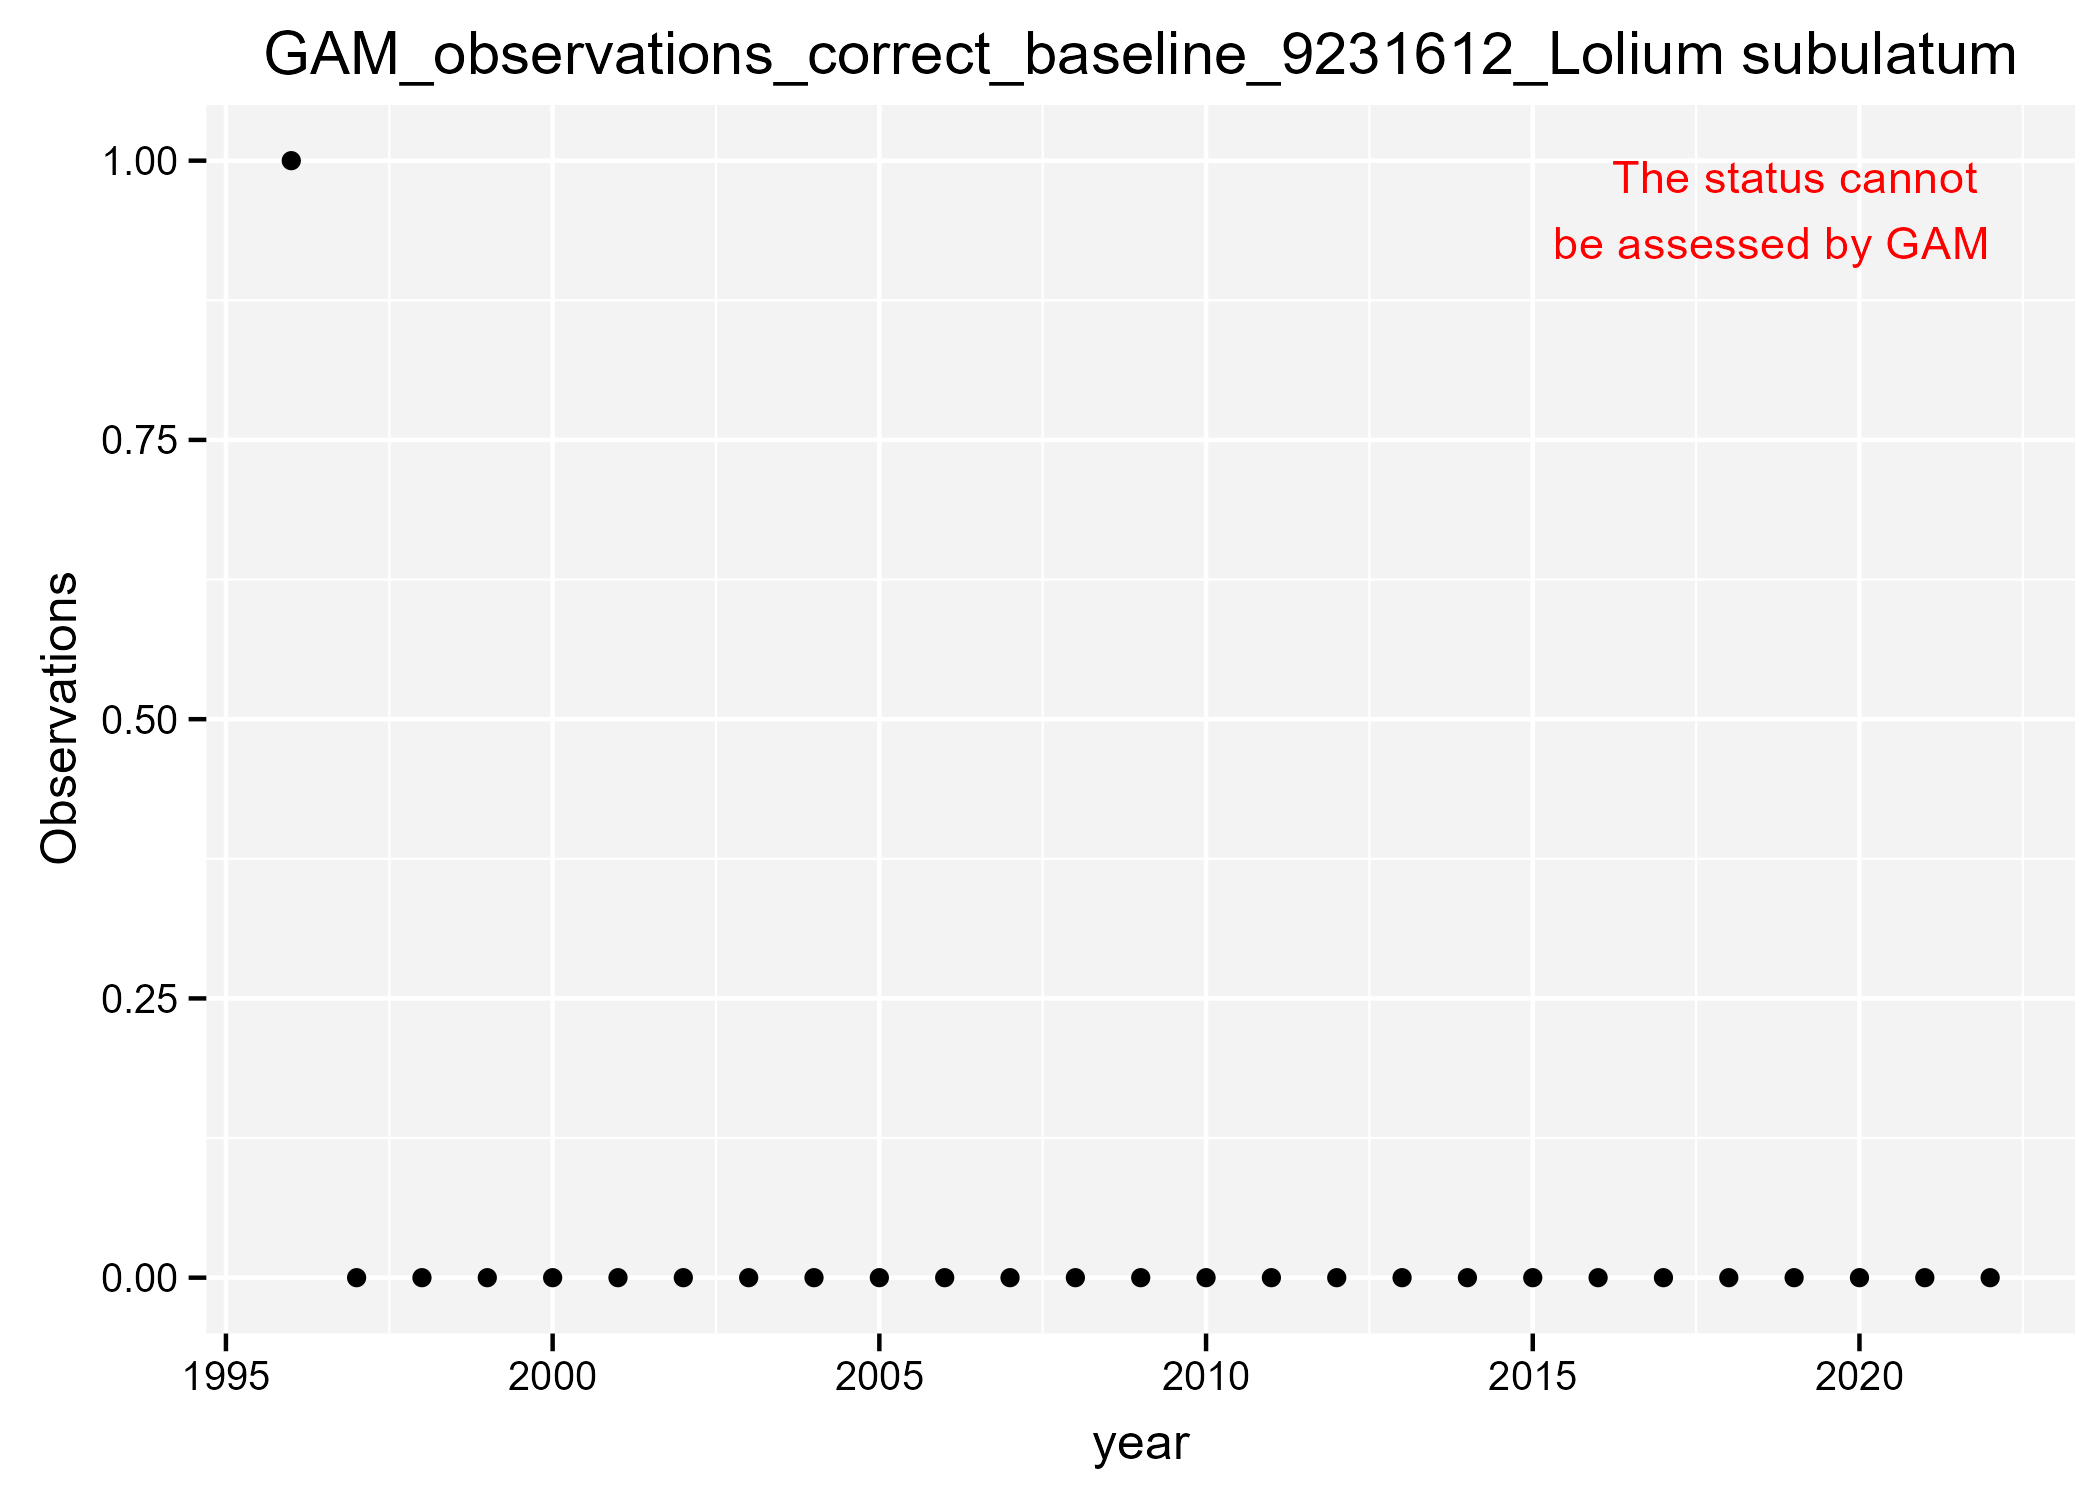 GAM_observations_correct_baseline_9231612_Lolium subulatum
The status cannot
be assessed by GAM
1.00
0.75
0.50
0.25
0.00
Observations
1995 2000 2005 2010 2015 2020
year